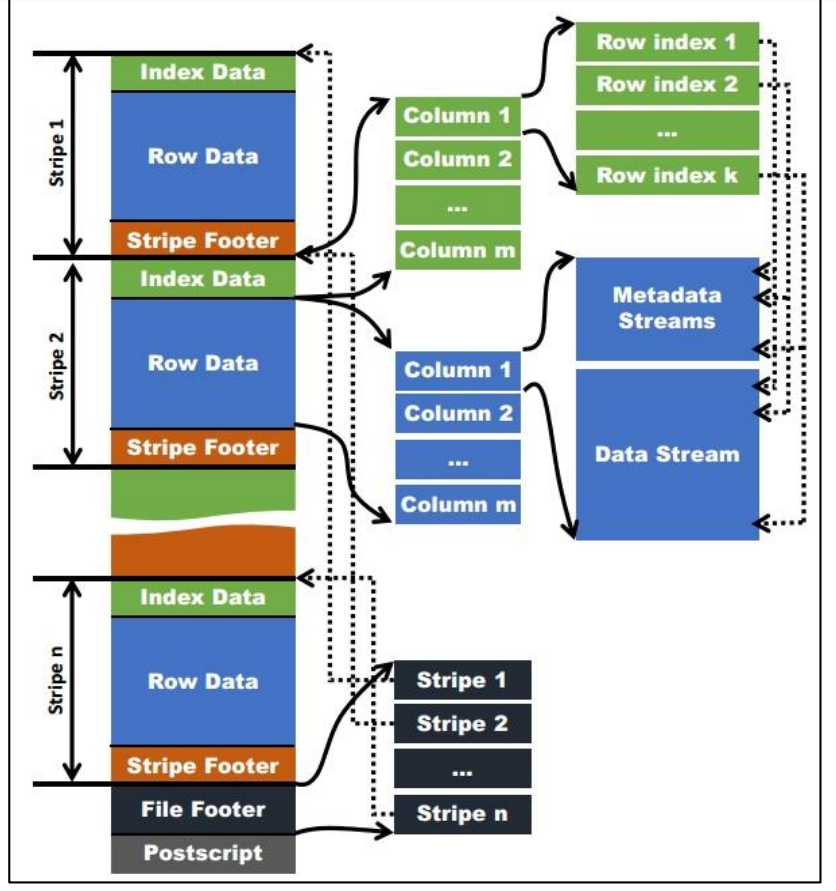 Stripe 1
Index Data
Row Data
Stripe Footer
Stripe 2
Index Data
Row Data
Stripe Footer
Stripe n
Index Data
Row Data
Stripe Footer
File Footer
Postscript
Column 1
Column 2
...
Column m
Row index 1
Row index 2
...
Row index k
Column 1
Column 2
...
Column m
Metadata
Streams
Data Stream
Stripe 1
Stripe 2
...
Stripe n